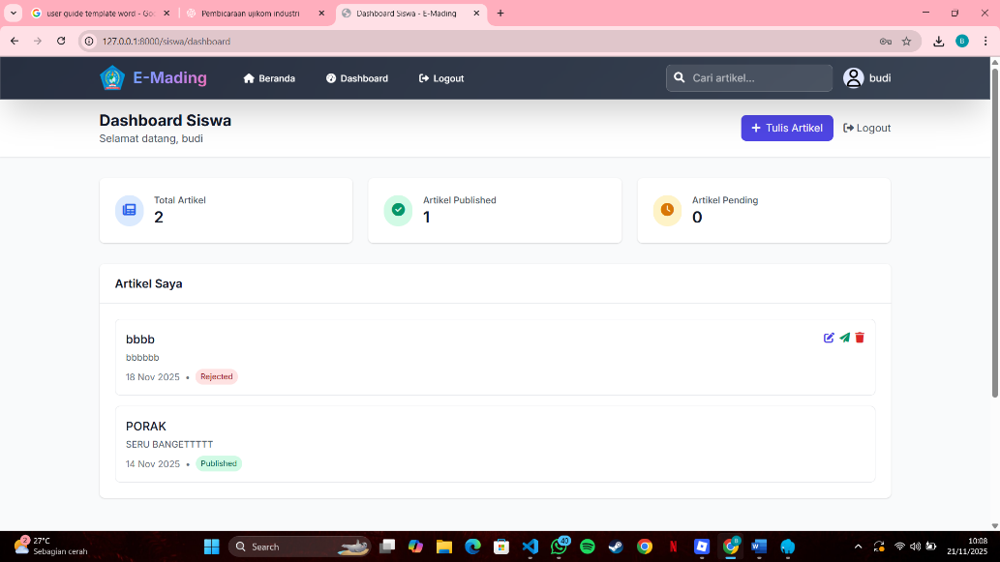 user guide template word - Goo
Pembicaraan ujikom industri
Dashboard Siswa - E-Mading
127.0.0.1:8000/siswa/dashboard
B
E-Mading
Beranda
Dashboard
Logout
Cari artikel...
budi
Dashboard Siswa
Selamat datang, budi
Tulis Artikel
Logout
Total Artikel
2
Artikel Published
1
Artikel Pending
0
Artikel Saya
bbbb
bbbbbb
18 Nov 2025 • Rejected
PORAK
SERU BANGETTTTT
14 Nov 2025 • Published
2
27°C
Sebagian cerah
Search
40
10:08
21/11/2025